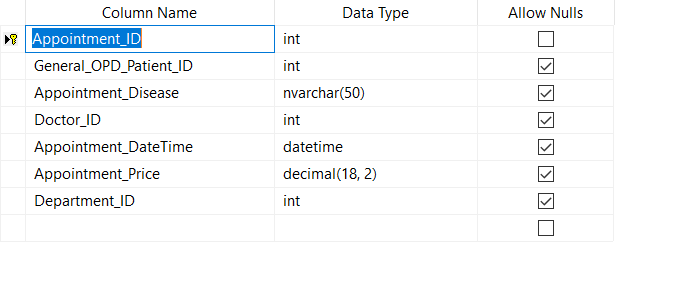 Column Name Data Type Allow Nulls
Appointment_ID int
General_OPD_Patient_ID int
Appointment_Disease nvarchar(50)
Doctor_ID int
Appointment_DateTime datetime
Appointment_Price decimal(18, 2)
Department_ID int